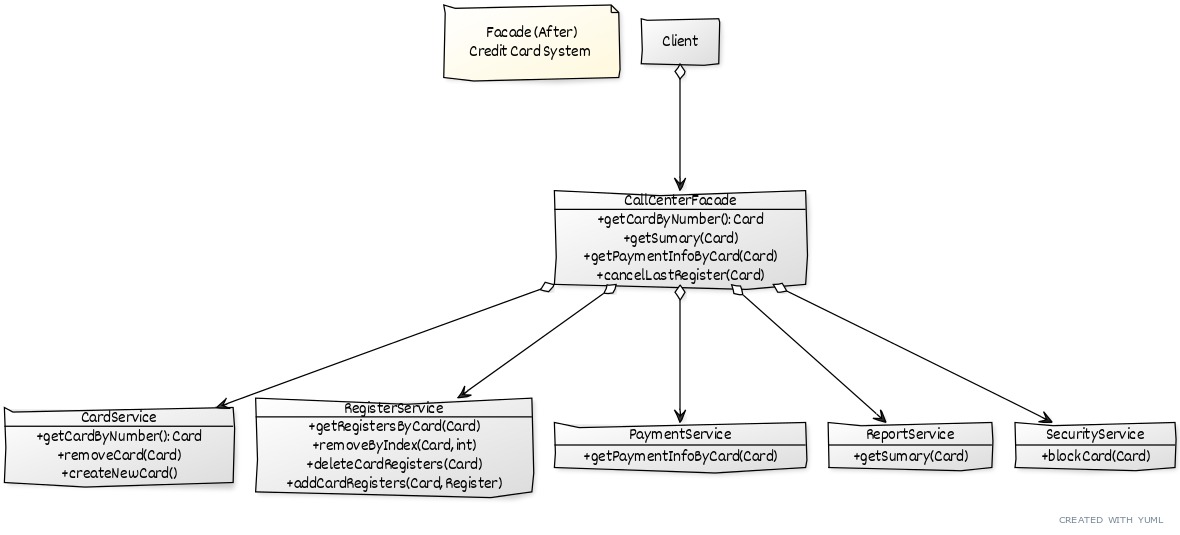 Facade (After)
Credit Card System
Client
CallCenterFacade
+getCardByNumber(): Card
+getSumary(Card)
+getPaymentInfoByCard(Card)
+cancelLastRegister(Card)
CardService
+getCardByNumber(): Card
+removeCard(Card)
+createNewCard()
RegisterService
+getRegistersByCard(Card)
+removeByIndex(Card, int)
+deleteCardRegisters(Card)
+addCardRegisters(Card, Register)
PaymentService
+getPaymentInfoByCard(Card)
ReportService
+getSumary(Card)
SecurityService
+blockCard(Card)
CREATED WITH YUML